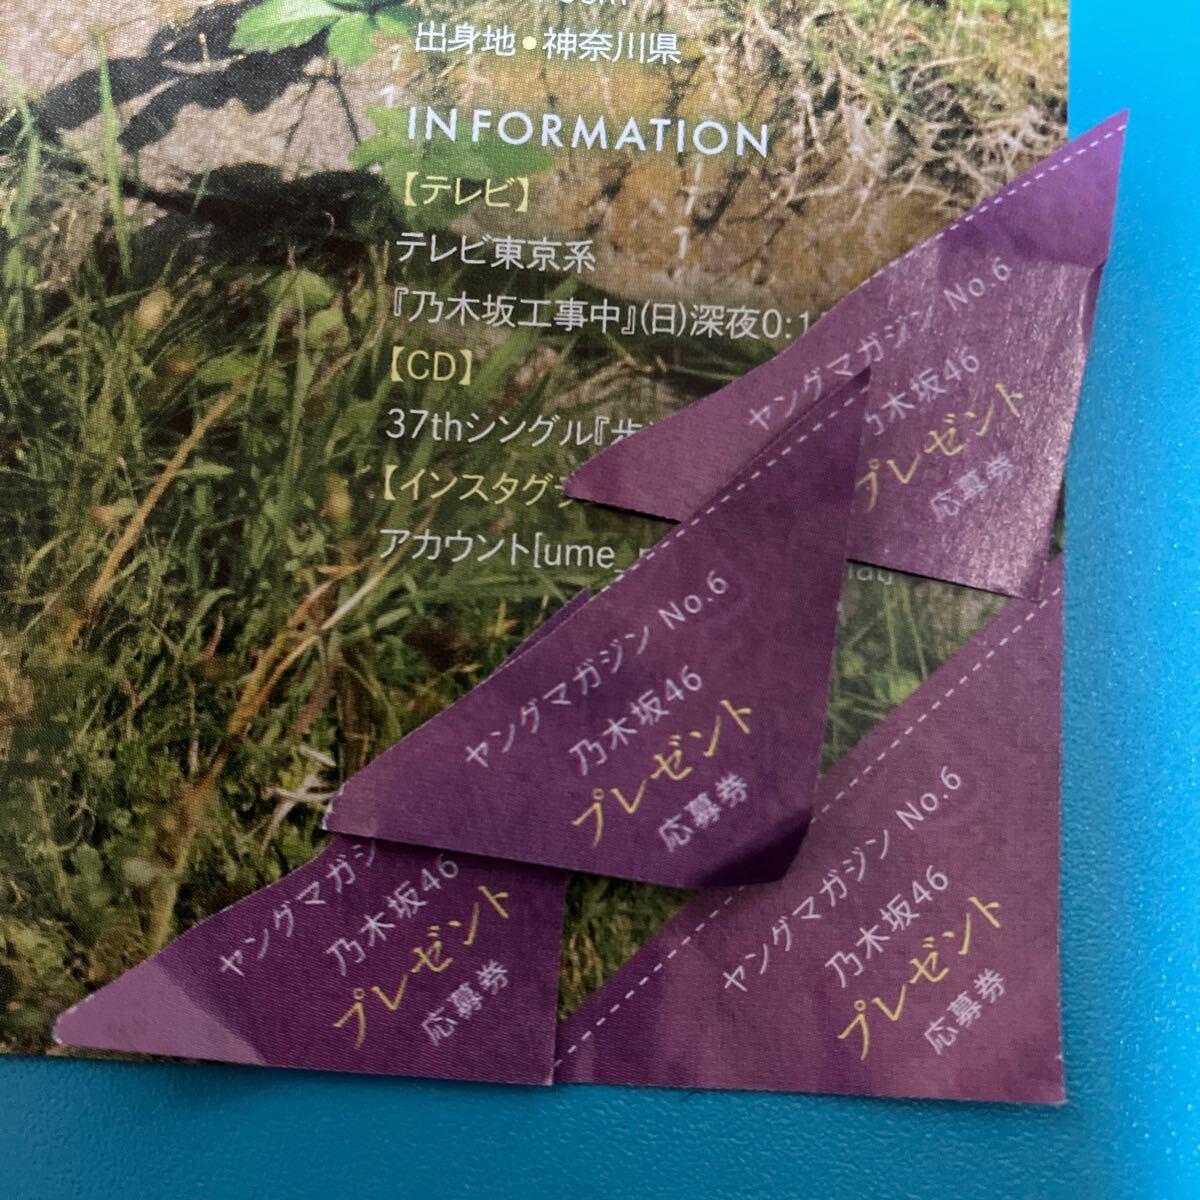 出身地●神奈川県
INFORMATION
【テレビ】
テレビ東京系
『乃木坂工事中』(日)深夜0:1
【CD】
37thシングル『歩
【インスタグラ
アカウント[ume_
ヤングマガジン No.6
乃木坂46
プレゼント
応募券
ヤングマガジン No.6
乃木坂46
プレゼント
応募券
ヤングマガジ
乃木坂46
プレゼント
応募券
ヤングマガジン No.6
乃木坂46
プレゼント
応募券